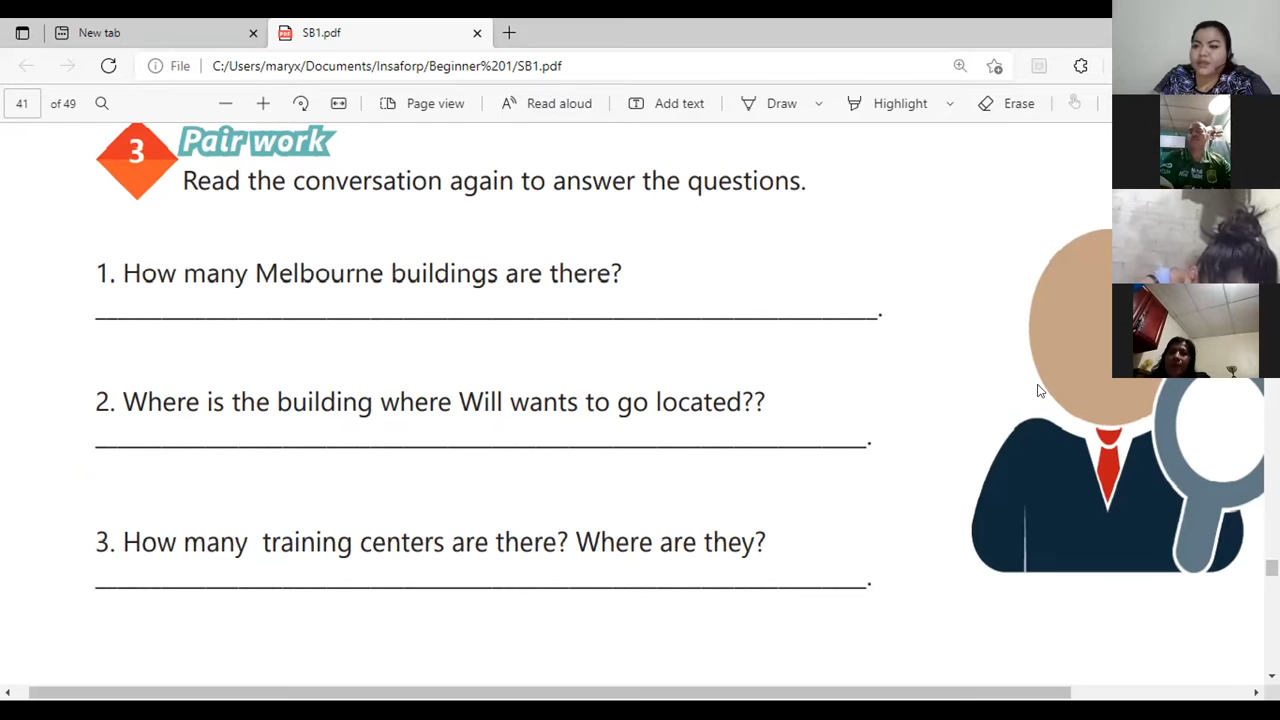 New tab
SB1.pdf
File C:/Users/maryx/Documents/Insaforp/Beginner%201/SB1.pdf
41 of 49 Page view Read aloud Add text Draw Highlight Erase
3 Pair work
Read the conversation again to answer the questions.
1. How many Melbourne buildings are there?
______________________________________________________.
2. Where is the building where Will wants to go located??
______________________________________________________.
3. How many  training centers are there? Where are they?
______________________________________________________.